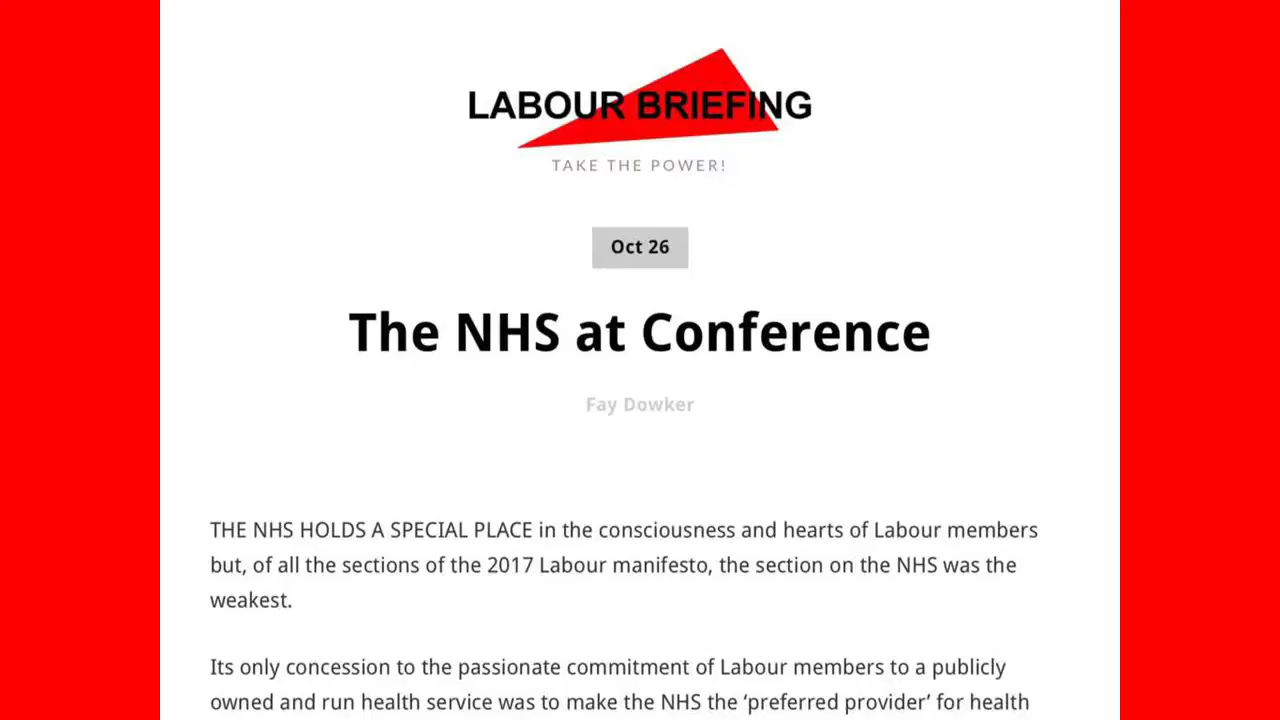 LABOUR BRIEFING
TAKE THE POWER!
Oct 26
The NHS at Conference
Fay Dowker
THE NHS HOLDS A SPECIAL PLACE in the consciousness and hearts of Labour members
but, of all the sections of the 2017 Labour manifesto, the section on the NHS was the
weakest.
Its only concession to the passionate commitment of Labour members to a publicly
owned and run health service was to make the NHS the ‘preferred provider’ for health